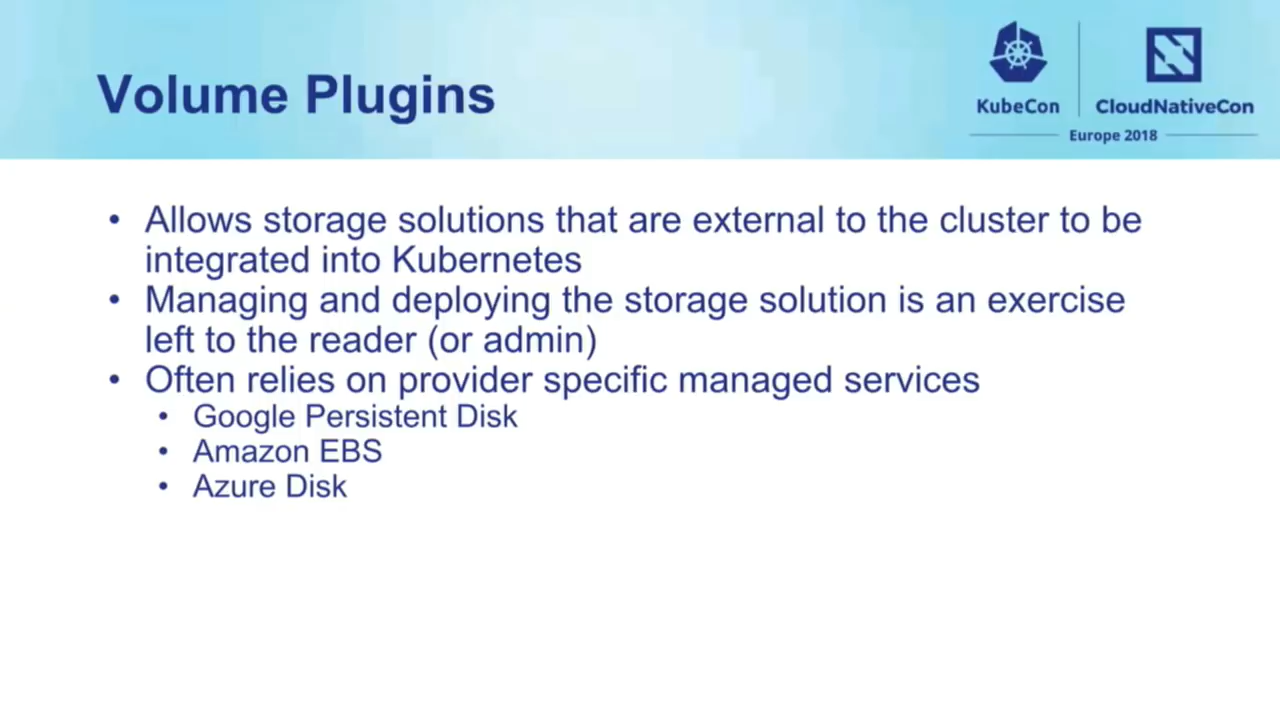 Volume Plugins
KubeCon
CloudNativeCon
Europe 2018
• Allows storage solutions that are external to the cluster to be
integrated into Kubernetes
• Managing and deploying the storage solution is an exercise
left to the reader (or admin)
• Often relies on provider specific managed services
• Google Persistent Disk
• Amazon EBS
• Azure Disk